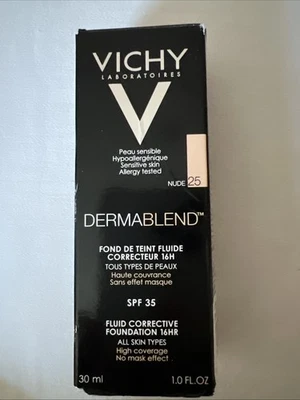 VICHY
LABORATOIRES
V
Peau sensible
Hypoallergénique
Sensitive skin
Allergy tested
NUDE 25
DERMABLEND™
FOND DE TEINT FLUIDE
CORRECTEUR 16H
TOUS TYPES DE PEAUX
Haute couvrance
Sans effet masque
SPF 35
FLUID CORRECTIVE
FOUNDATION 16HR
ALL SKIN TYPES
High coverage
No mask effect
30 ml 1.0 FL.OZ